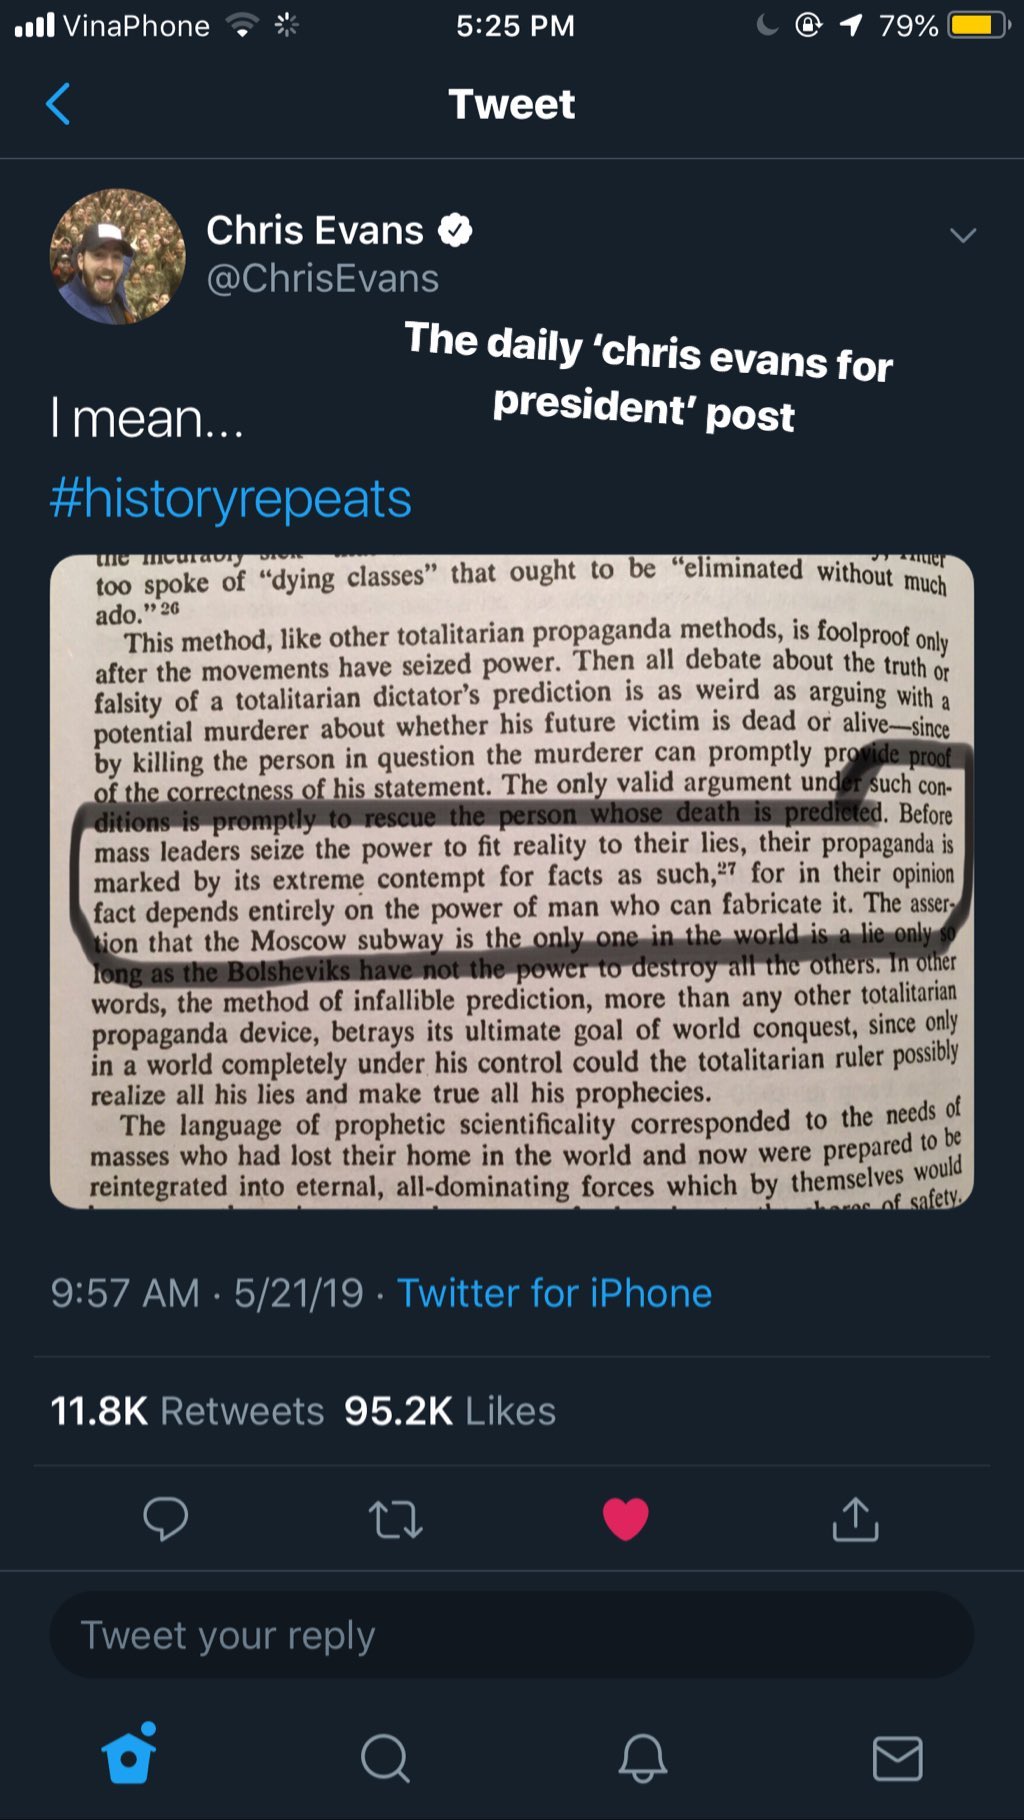 VinaPhone 5:25 PM 79%
Tweet
Chris Evans
@ChrisEvans
The daily ‘chris evans for
president’ post
I mean...
#historyrepeats
too spoke of “dying classes” that ought to be “eliminated without much
ado.” 26
This method, like other totalitarian propaganda methods, is foolproof only
after the movements have seized power. Then all debate about the truth or
falsity of a totalitarian dictator’s prediction is as weird as arguing with a
potential murderer about whether his future victim is dead or alive—since
by killing the person in question the murderer can promptly provide proof
of the correctness of his statement. The only valid argument under such con-
ditions is promptly to rescue the person whose death is predicted. Before
mass leaders seize the power to fit reality to their lies, their propaganda is
marked by its extreme contempt for facts as such,27 for in their opinion
fact depends entirely on the power of man who can fabricate it. The asser-
tion that the Moscow subway is the only one in the world is a lie only so
long as the Bolsheviks have not the power to destroy all the others. In other
words, the method of infallible prediction, more than any other totalitarian
propaganda device, betrays its ultimate goal of world conquest, since only
in a world completely under his control could the totalitarian ruler possibly
realize all his lies and make true all his prophecies.
The language of prophetic scientificality corresponded to the needs of
masses who had lost their home in the world and now were prepared to be
reintegrated into eternal, all-dominating forces which by themselves would
of safety.
9:57 AM · 5/21/19 · Twitter for iPhone
11.8K Retweets 95.2K Likes
Tweet your reply